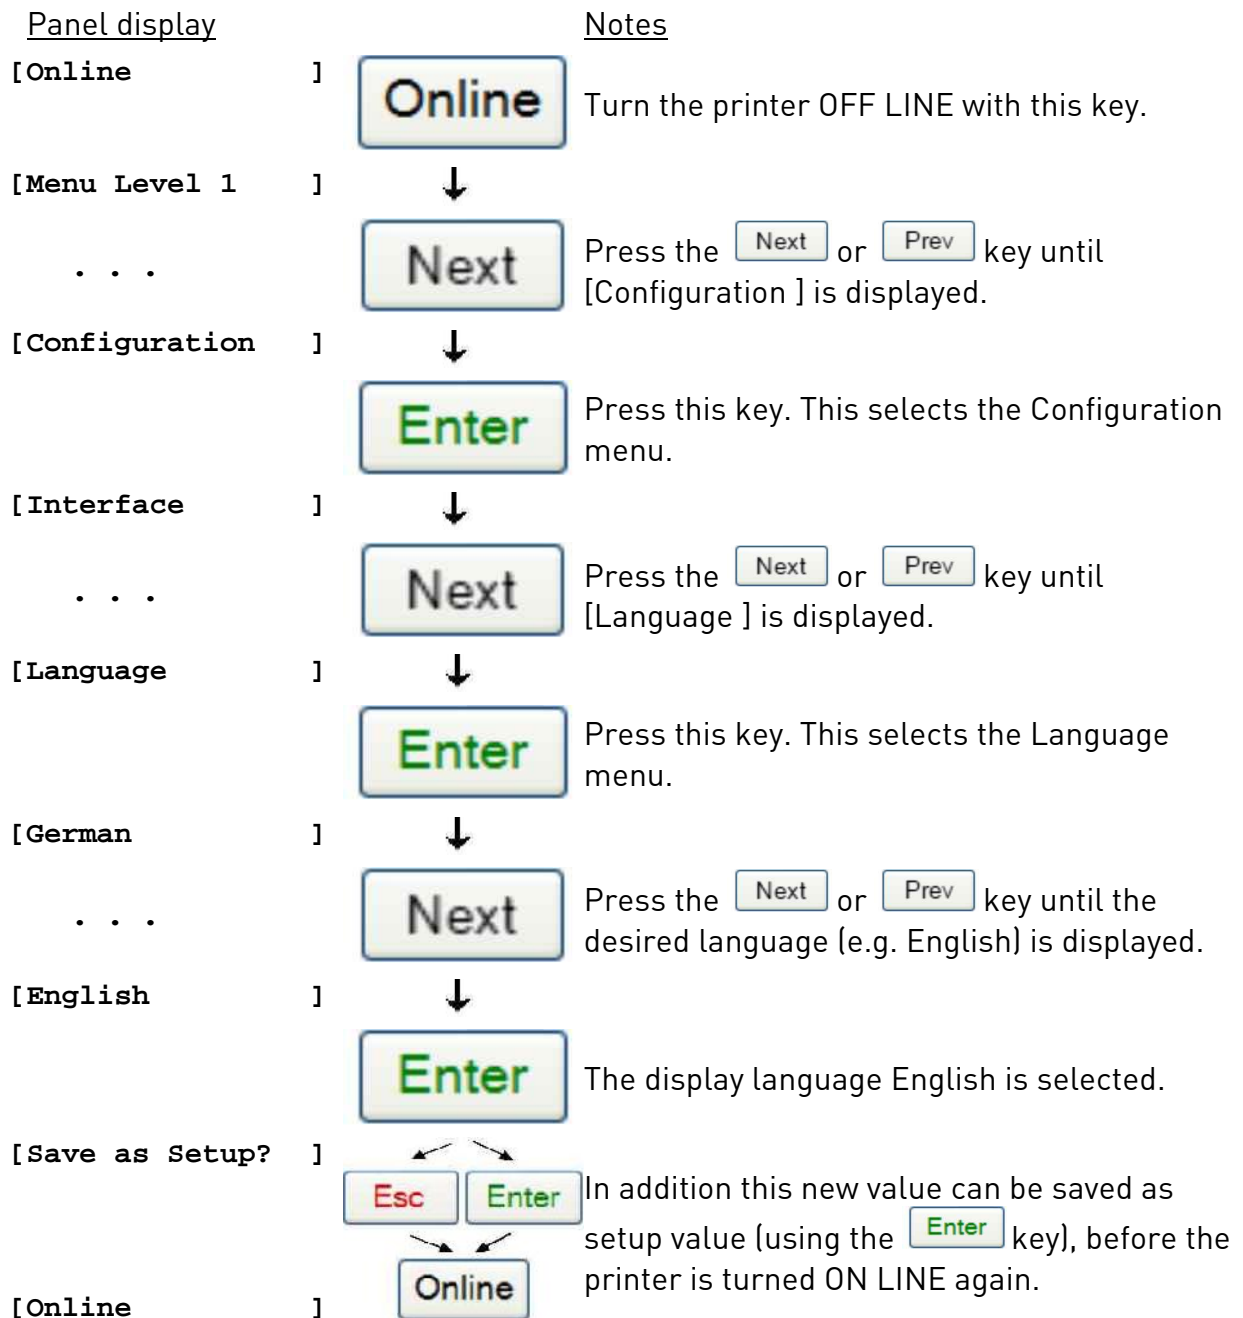 Panel display Notes
[Online ] Online Turn the printer OFF LINE with this key.
[Menu Level 1 ]
. . . Next Press the Next or Prev key until
[Configuration ] is displayed.
[Configuration ]
Enter Press this key. This selects the Configuration
menu.
[Interface ]
. . . Next Press the Next or Prev key until
[Language ] is displayed.
[Language ]
Enter Press this key. This selects the Language
menu.
[German ]
. . . Next Press the Next or Prev key until the
desired language (e.g. English) is displayed.
[English ]
Enter The display language English is selected.
[Save as Setup? ]
Esc Enter In addition this new value can be saved as
setup value (using the Enter key), before the
Online printer is turned ON LINE again.
[Online ]